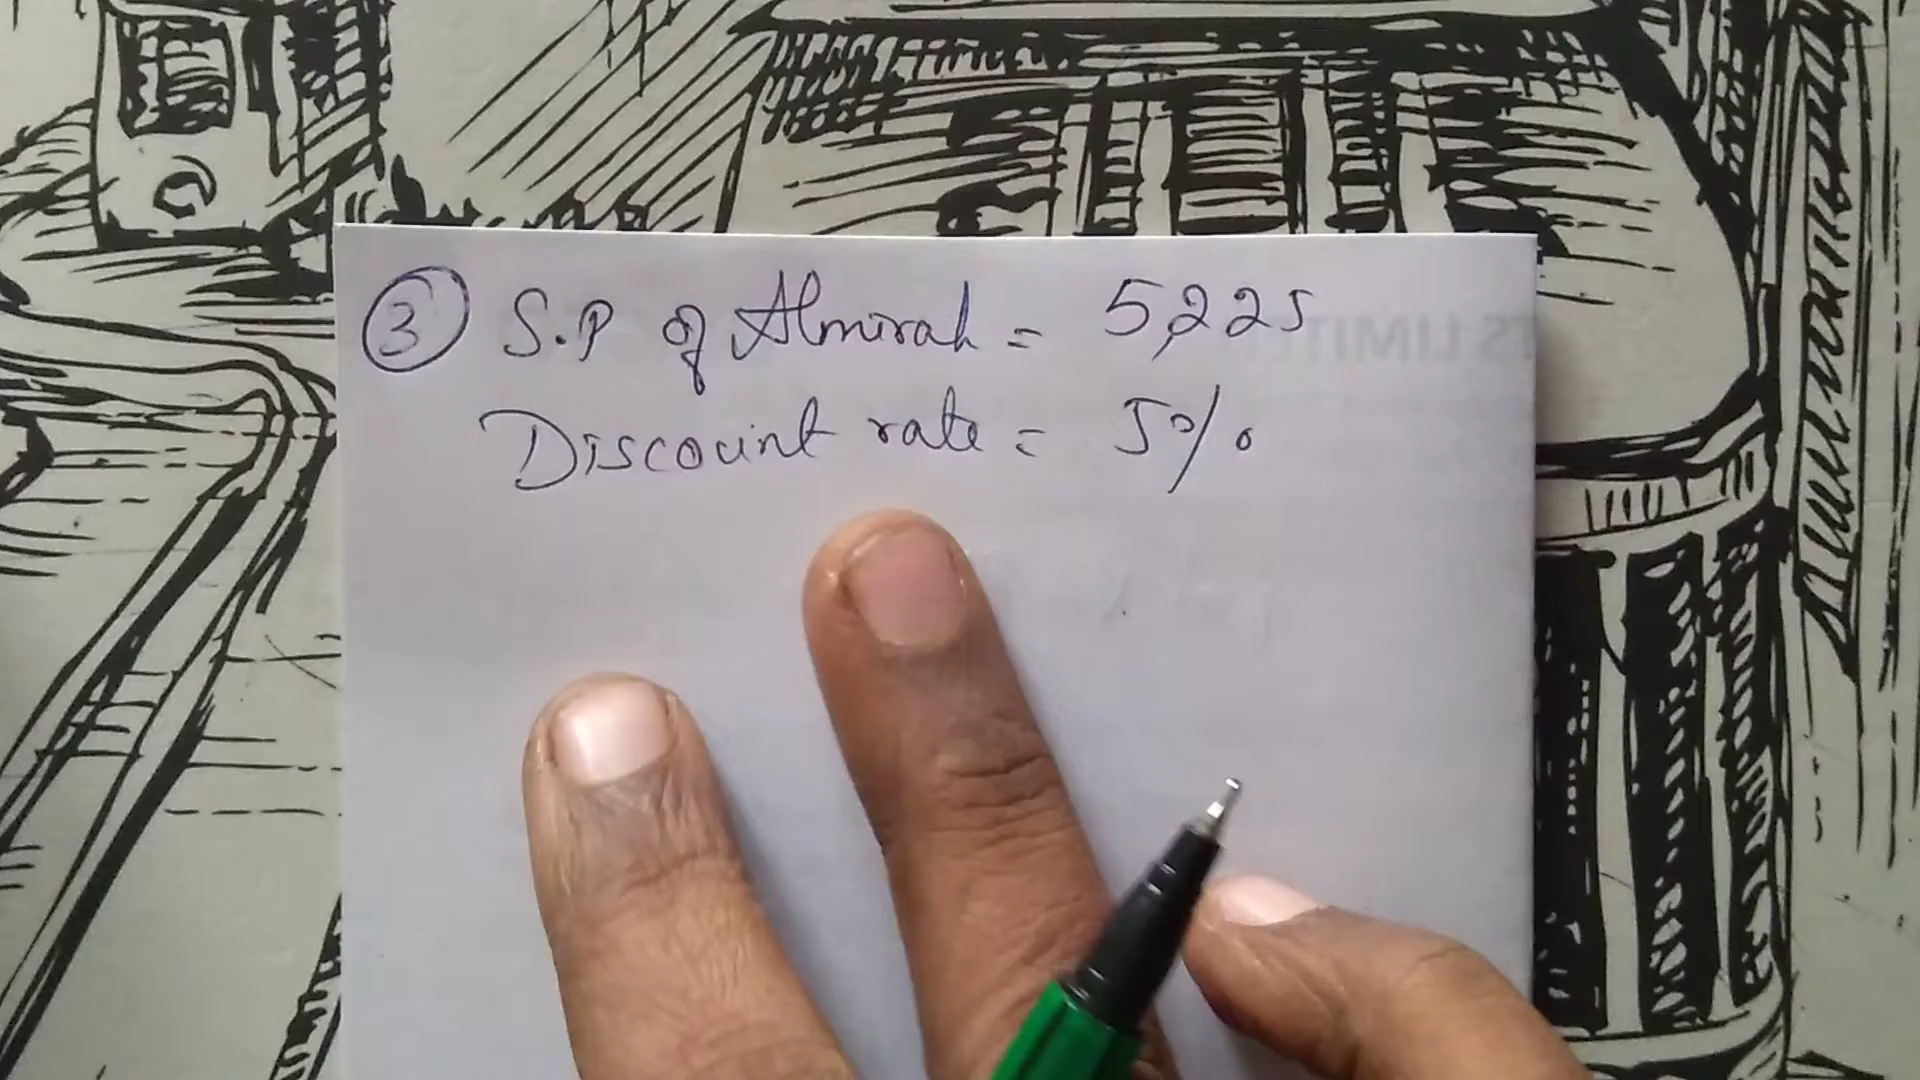 ③ S.P of Almirah = 5,225
Discount rate = 5%